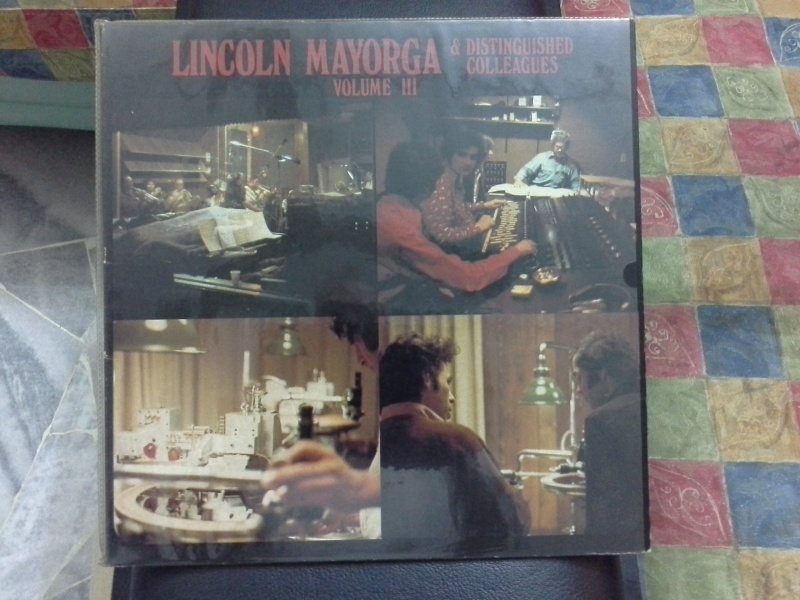 LINCOLN MAYORGA & DISTINGUISHED COLLEAGUES
VOLUME III